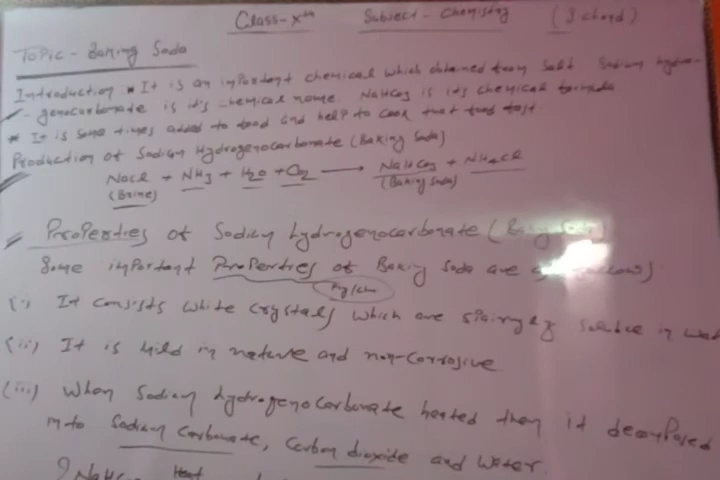 Class-Xth Subject- Chemistry
Topic- Baking Soda
Introduction * It is an important chemical which obtained from salt Sodium hydro-
-genocarbonate is it's chemical name. NaHCO3 is it's chemical formula
* It is some times added to food and help to cook that food fast.
Production of Sodium Hydrogenocarbonate (Baking Soda)
NaCl + NH3 + H2O + CO2 ⟶ NaHCO3 + NH4Cl
(Brine) (Baking Soda)
Properties of Sodium hydrogenocarbonate (
Some important Properties of Baking Soda are
(i) It consists white crystals which are soluble in
(ii) It is mild in nature and non-corrosive
(iii) When Sodium hydrogenocarbonate heated then it decomposed
into Sodium Carbonate, Carbon dioxide and water
Heat